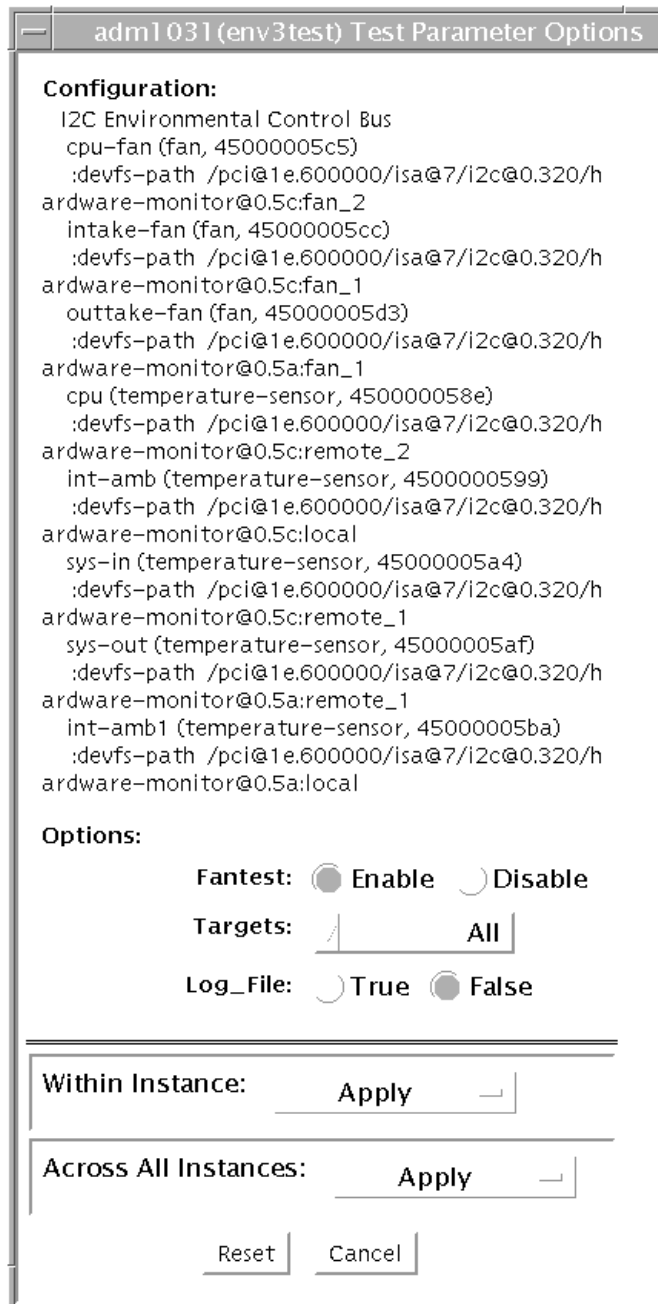 adm1031(env3test) Test Parameter Options
Configuration:
I2C Environmental Control Bus
cpu-fan (fan, 45000005c5)
:devfs-path /pci@1e.600000/isa@7/i2c@0.320/h
ardware-monitor@0.5c:fan_2
intake-fan (fan, 45000005cc)
:devfs-path /pci@1e.600000/isa@7/i2c@0.320/h
ardware-monitor@0.5c:fan_1
outtake-fan (fan, 45000005d3)
:devfs-path /pci@1e.600000/isa@7/i2c@0.320/h
ardware-monitor@0.5a:fan_1
cpu (temperature-sensor, 450000058e)
:devfs-path /pci@1e.600000/isa@7/i2c@0.320/h
ardware-monitor@0.5c:remote_2
int-amb (temperature-sensor, 4500000599)
:devfs-path /pci@1e.600000/isa@7/i2c@0.320/h
ardware-monitor@0.5c:local
sys-in (temperature-sensor, 45000005a4)
:devfs-path /pci@1e.600000/isa@7/i2c@0.320/h
ardware-monitor@0.5c:remote_1
sys-out (temperature-sensor, 45000005af)
:devfs-path /pci@1e.600000/isa@7/i2c@0.320/h
ardware-monitor@0.5a:remote_1
int-amb1 (temperature-sensor, 45000005ba)
:devfs-path /pci@1e.600000/isa@7/i2c@0.320/h
ardware-monitor@0.5a:local
Options:
Fantest: Enable Disable
Targets: All
Log_File: True False
Within Instance: Apply
Across All Instances: Apply
Reset Cancel